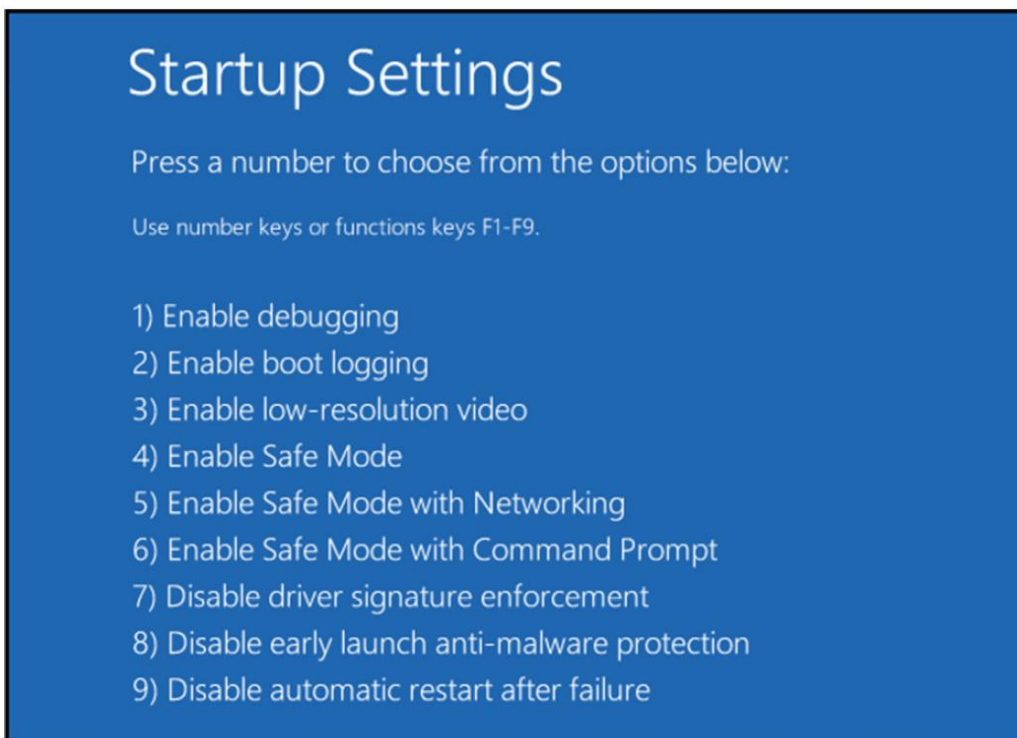 Startup Settings
Press a number to choose from the options below:
Use number keys or functions keys F1-F9.
1) Enable debugging
2) Enable boot logging
3) Enable low-resolution video
4) Enable Safe Mode
5) Enable Safe Mode with Networking
6) Enable Safe Mode with Command Prompt
7) Disable driver signature enforcement
8) Disable early launch anti-malware protection
9) Disable automatic restart after failure